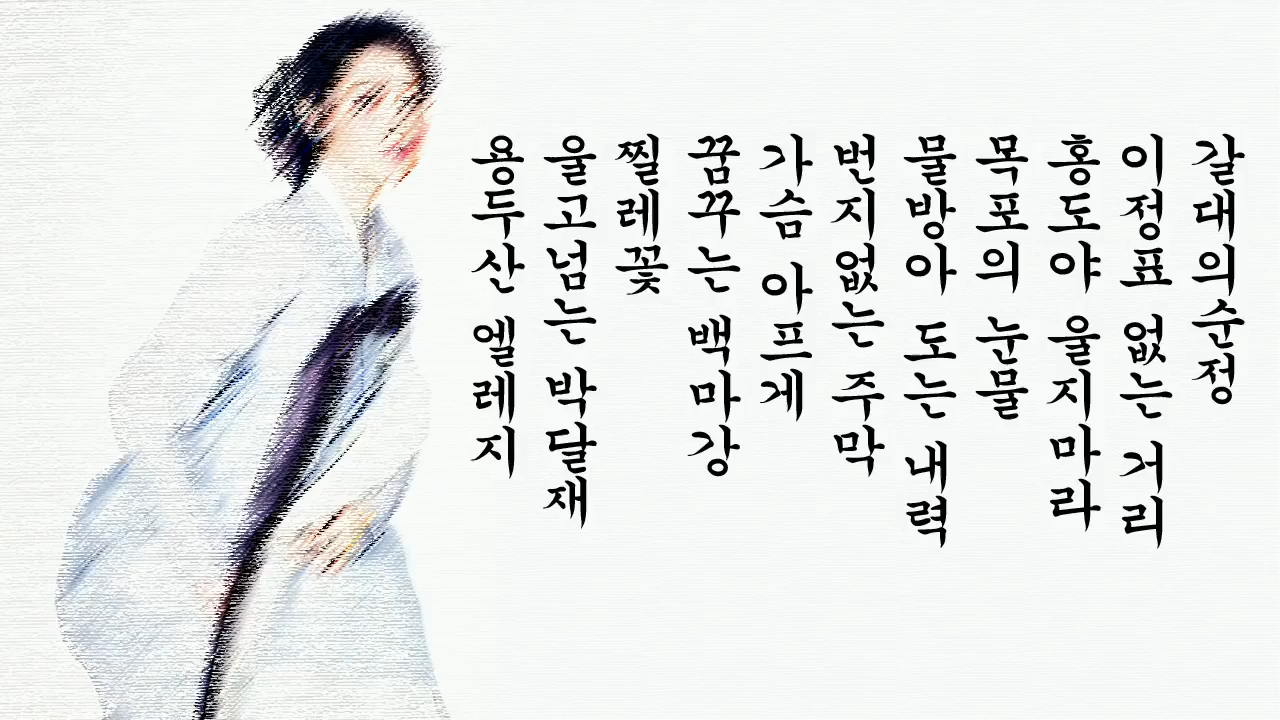 갈대의순정
이정표 없는 거리
홍도야 울지마라
목포의 눈물
물방아 도는 내력
번지없는 주막
가슴 아프게
꿈꾸는 백마강
찔레꽃
울고넘는 박달재
용두산 엘레지